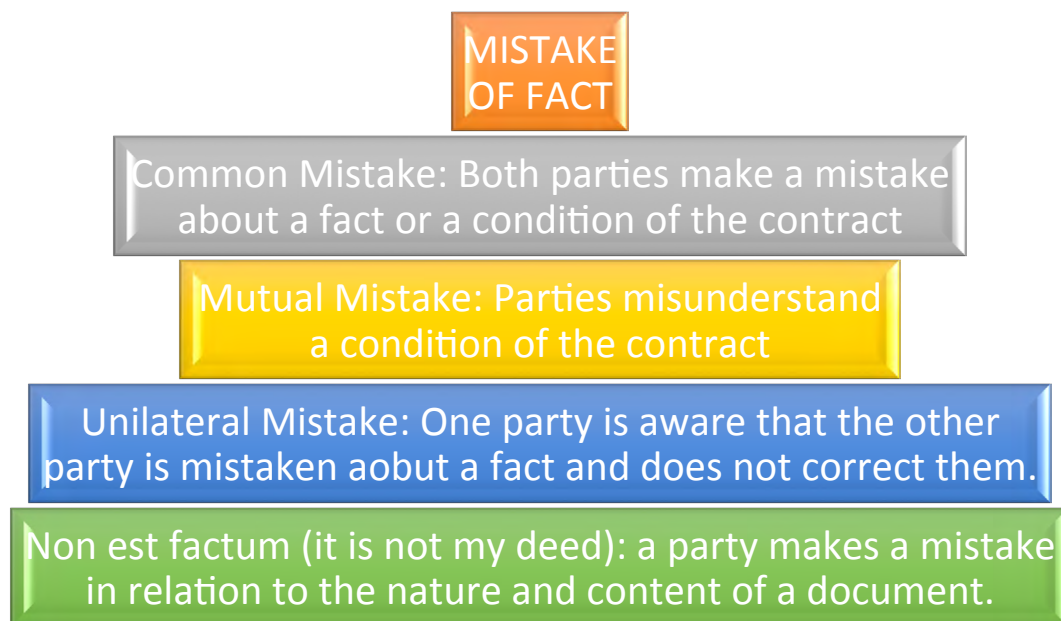 MISTAKE
OF FACT
Common Mistake: Both parties make a mistake
about a fact or a condition of the contract
Mutual Mistake: Parties misunderstand
a condition of the contract
Unilateral Mistake: One party is aware that the other
party is mistaken aobut a fact and does not correct them.
Non est factum (it is not my deed): a party makes a mistake
in relation to the nature and content of a document.